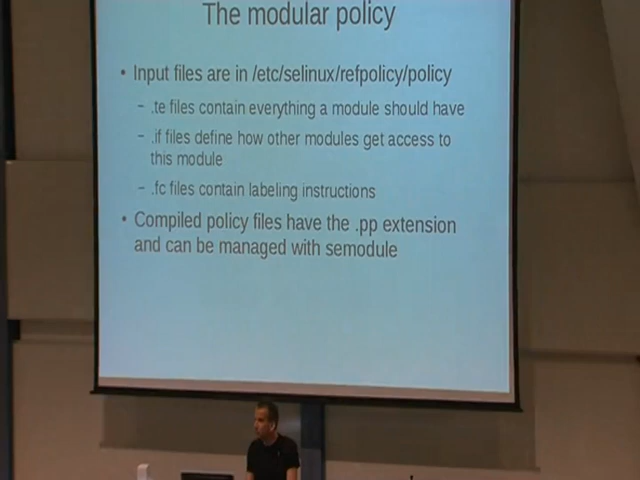 The modular policy
• Input files are in /etc/selinux/refpolicy/policy
– .te files contain everything a module should have
– .if files define how other modules get access to
this module
– .fc files contain labeling instructions
• Compiled policy files have the .pp extension
and can be managed with semodule